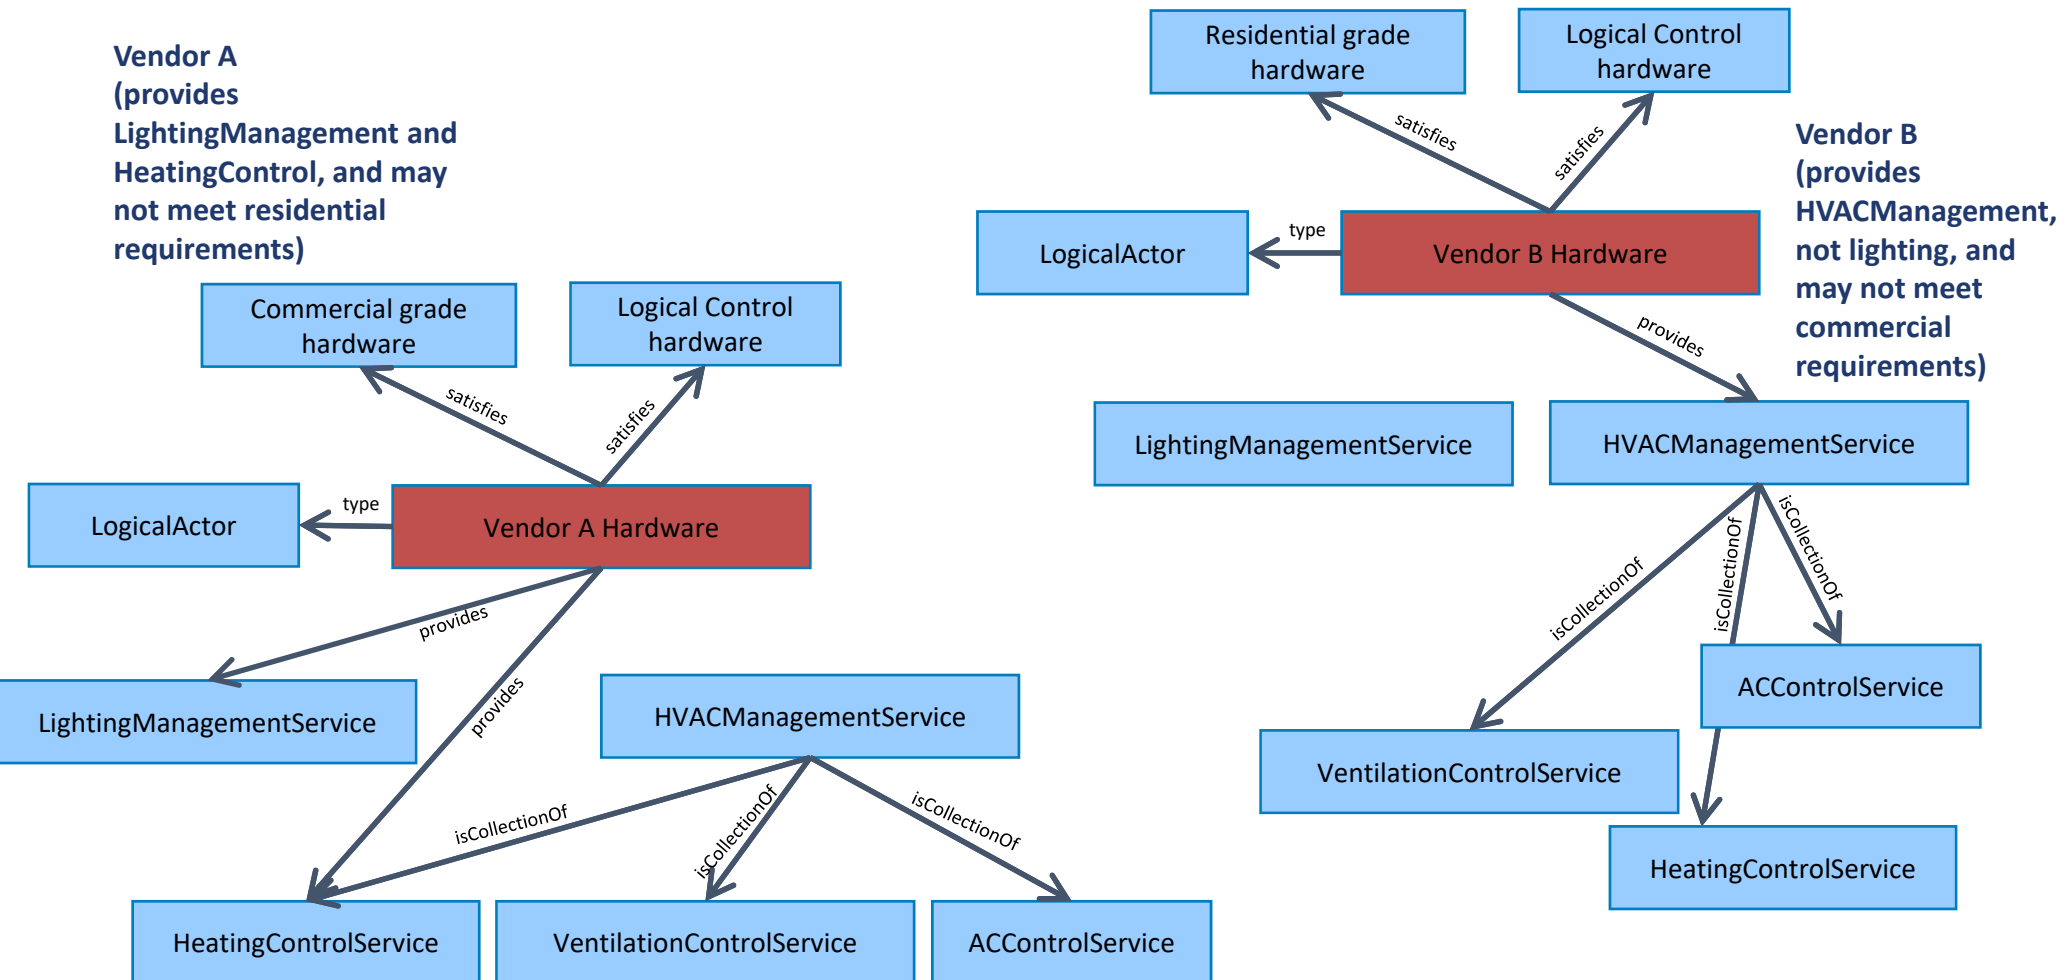 Vendor A
(provides
LightingManagement and
HeatingControl, and may
not meet residential
requirements)
Commercial grade
hardware
Logical Control
hardware
satisfies
satisfies
LogicalActor
type
Vendor A Hardware
provides
provides
LightingManagementService
HVACManagementService
isCollectionOf
isCollectionOf
isCollectionOf
HeatingControlService
VentilationControlService
ACControlService
Residential grade
hardware
Logical Control
hardware
satisfies
satisfies
Vendor B
(provides
HVACManagement,
not lighting, and
may not meet
commercial
requirements)
LogicalActor
type
Vendor B Hardware
provides
LightingManagementService
HVACManagementService
isCollectionOf
isCollectionOf
isCollectionOf
ACControlService
VentilationControlService
HeatingControlService